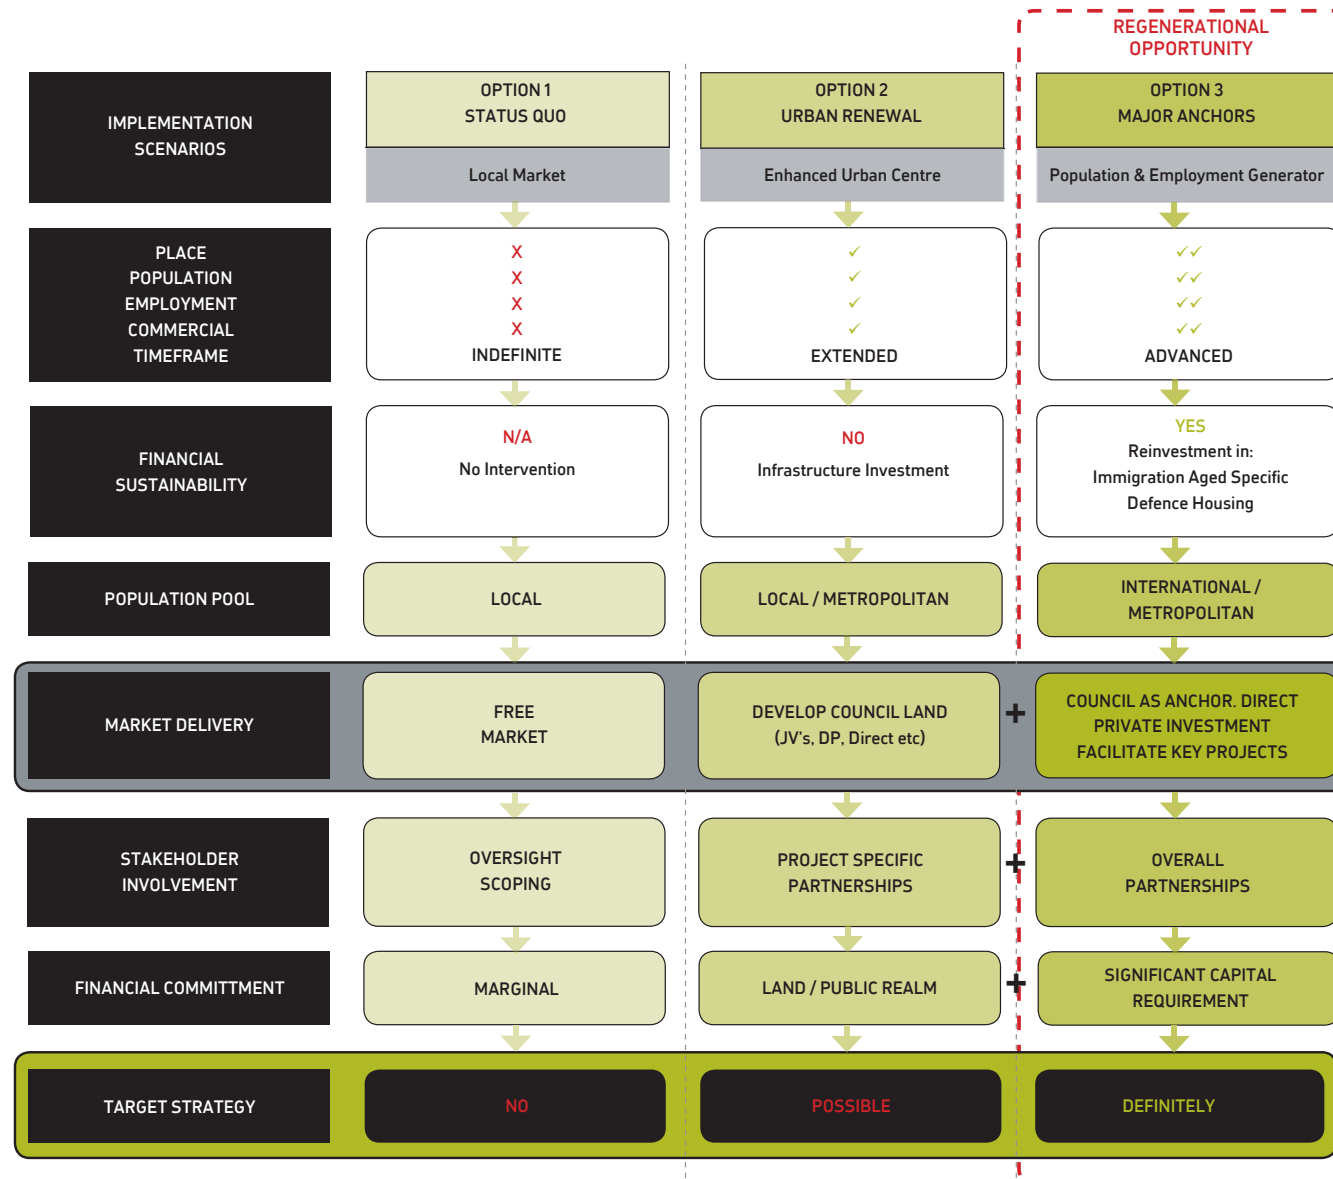 REGENERATIONAL
OPPORTUNITY
IMPLEMENTATION
SCENARIOS
OPTION 1
STATUS QUO
Local Market
OPTION 2
URBAN RENEWAL
Enhanced Urban Centre
OPTION 3
MAJOR ANCHORS
Population & Employment Generator
PLACE
POPULATION
EMPLOYMENT
COMMERCIAL
TIMEFRAME
X
X
X
X
INDEFINITE
✓
✓
✓
✓
EXTENDED
✓✓
✓✓
✓✓
✓✓
ADVANCED
FINANCIAL
SUSTAINABILITY
N/A
No Intervention
NO
Infrastructure Investment
YES
Reinvestment in:
Immigration Aged Specific
Defence Housing
POPULATION POOL
LOCAL
LOCAL / METROPOLITAN
INTERNATIONAL /
METROPOLITAN
MARKET DELIVERY
FREE
MARKET
DEVELOP COUNCIL LAND
(JV's, DP, Direct etc)
+
COUNCIL AS ANCHOR. DIRECT
PRIVATE INVESTMENT
FACILITATE KEY PROJECTS
STAKEHOLDER
INVOLVEMENT
OVERSIGHT
SCOPING
PROJECT SPECIFIC
PARTNERSHIPS
+
OVERALL
PARTNERSHIPS
FINANCIAL COMMITTMENT
MARGINAL
LAND / PUBLIC REALM
+
SIGNIFICANT CAPITAL
REQUIREMENT
TARGET STRATEGY
NO
POSSIBLE
DEFINITELY